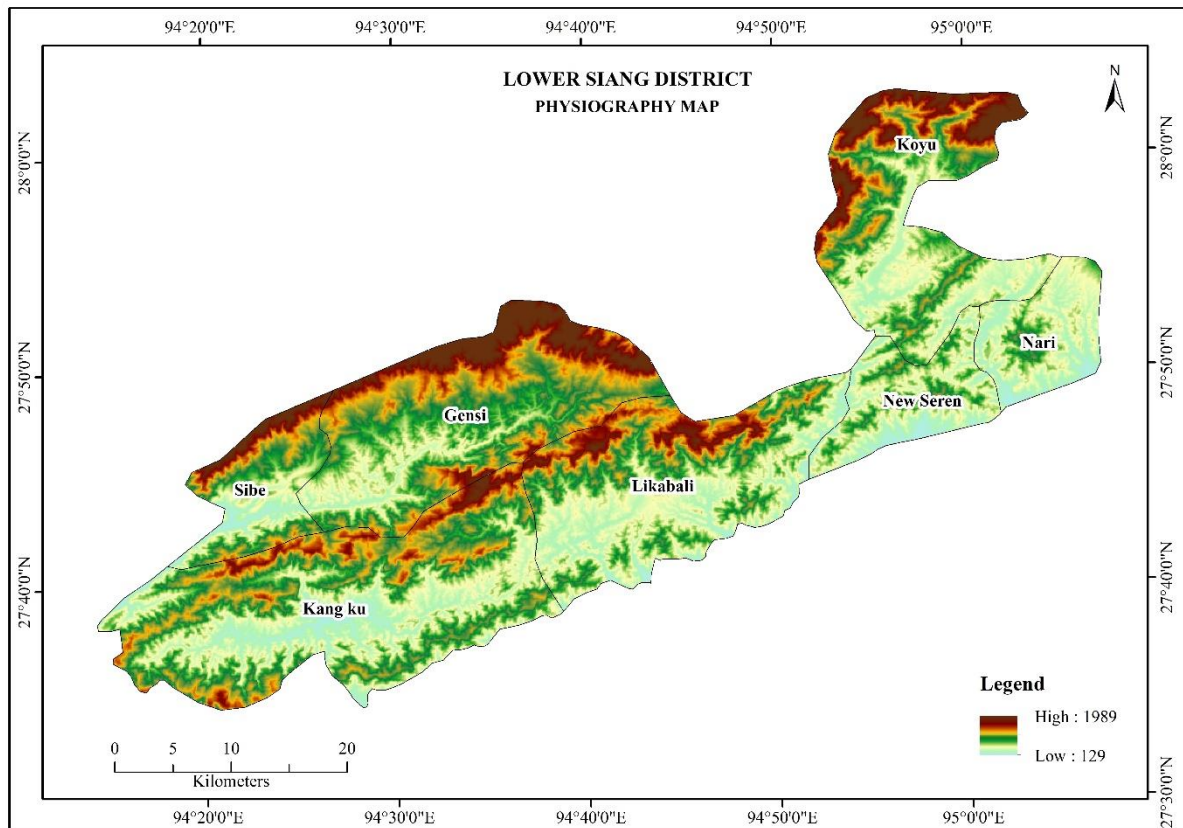 94°20'0"E 94°30'0"E 94°40'0"E 94°50'0"E 95°0'0"E
LOWER SIANG DISTRICT
PHYSIOGRAPHY MAP
N
28°0'0"N
28°0'0"N
Koyu
27°50'0"N
27°50'0"N
Nari
New Seren
Gensi
Sibe
Likabali
27°40'0"N
27°40'0"N
Kang ku
Legend
High : 1989
Low : 129
0 5 10 20
Kilometers
27°30'0"N
94°20'0"E 94°30'0"E 94°40'0"E 94°50'0"E 95°0'0"E